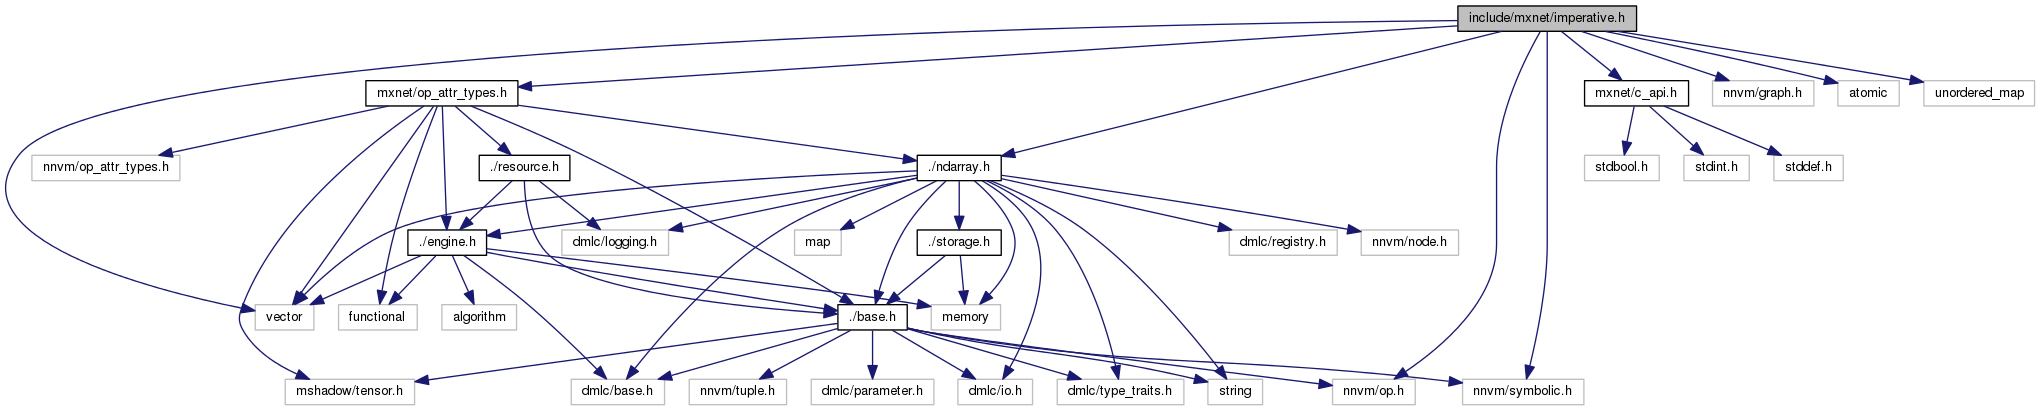 include/mxnet/imperative.h
mxnet/op_attr_types.h
mxnet/c_api.h
nnvm/graph.h
atomic
unordered_map
nnvm/op_attr_types.h
./resource.h
./ndarray.h
stdbool.h
stdint.h
stddef.h
./engine.h
dmlc/logging.h
map
./storage.h
dmlc/registry.h
nnvm/node.h
vector
functional
algorithm
./base.h
memory
mshadow/tensor.h
dmlc/base.h
nnvm/tuple.h
dmlc/parameter.h
dmlc/io.h
dmlc/type_traits.h
string
nnvm/op.h
nnvm/symbolic.h